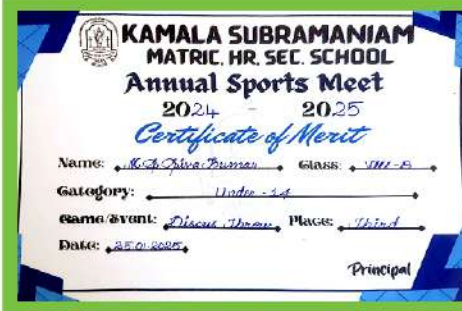 KAMALA SUBRAMANIAM
MATRIC. HR. SEC. SCHOOL
Annual Sports Meet
2024 - 2025
Certificate of Merit
Name: Kumar Class: VIII-B
Category: Under - 14
Game/Event: Discus Throw Place: Third
Date: 25.01.2025
Principal